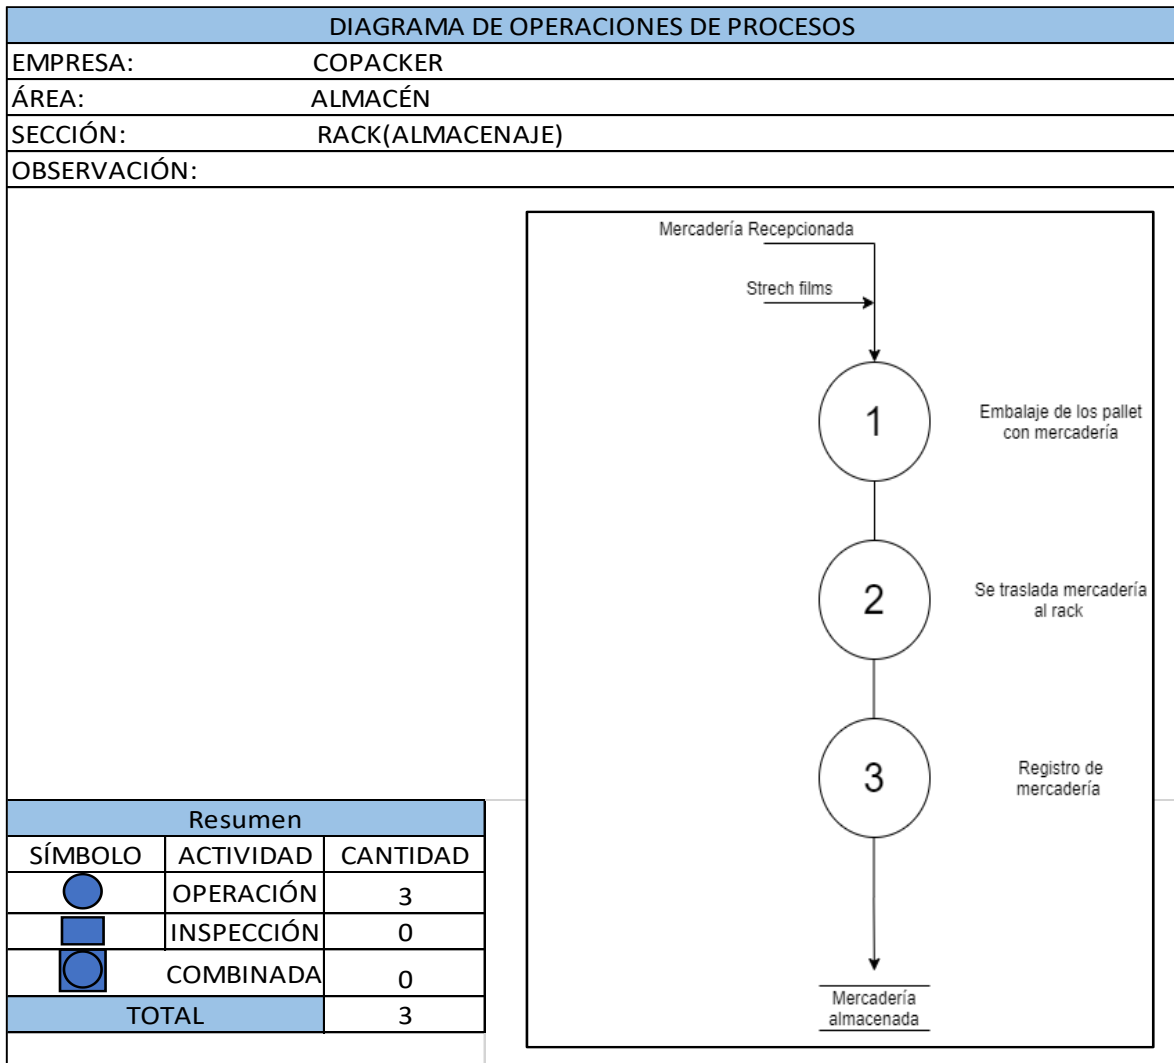 DIAGRAMA DE OPERACIONES DE PROCESOS
EMPRESA: COPACKER
ÁREA: ALMACÉN
SECCIÓN: RACK(ALMACENAJE)
OBSERVACIÓN:
Mercadería Recepcionada
Strech films
1
Embalaje de los pallet
con mercadería
2
Se traslada mercadería
al rack
3
Registro de
mercadería
Mercadería
almacenada
Resumen
SÍMBOLO ACTIVIDAD CANTIDAD
OPERACIÓN 3
INSPECCIÓN 0
COMBINADA 0
TOTAL 3